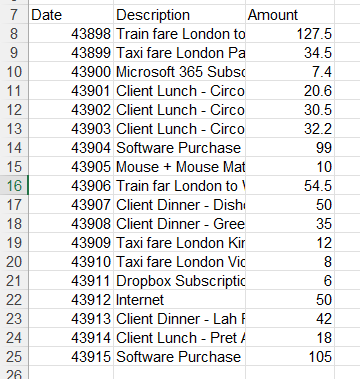 7 Date Description Amount
8 43898 Train fare London to 127.5
9 43899 Taxi fare London Pa 34.5
10 43900 Microsoft 365 Subsc 7.4
11 43901 Client Lunch - Circo 20.6
12 43902 Client Lunch - Circo 30.5
13 43903 Client Lunch - Circo 32.2
14 43904 Software Purchase 99
15 43905 Mouse + Mouse Mat 10
16 43906 Train far London to W 54.5
17 43907 Client Dinner - Disho 50
18 43908 Client Dinner - Gree 35
19 43909 Taxi fare London Kin 12
20 43910 Taxi fare London Vic 8
21 43911 Dropbox Subscriptic 6
22 43912 Internet 50
23 43913 Client Dinner - Lah F 42
24 43914 Client Lunch - Pret A 18
25 43915 Software Purchase 105
26